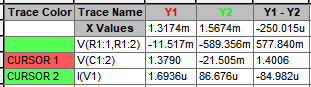 Trace Color Trace Name Y1 Y2 Y1 - Y2
X Values 1.3174m 1.5674m -250.015u
V(R1:1,R1:2) -11.517m -589.356m 577.840m
CURSOR 1 V(C1:2) 1.3790 -21.505m 1.4006
CURSOR 2 I(V1) 1.6936u 86.676u -84.982u